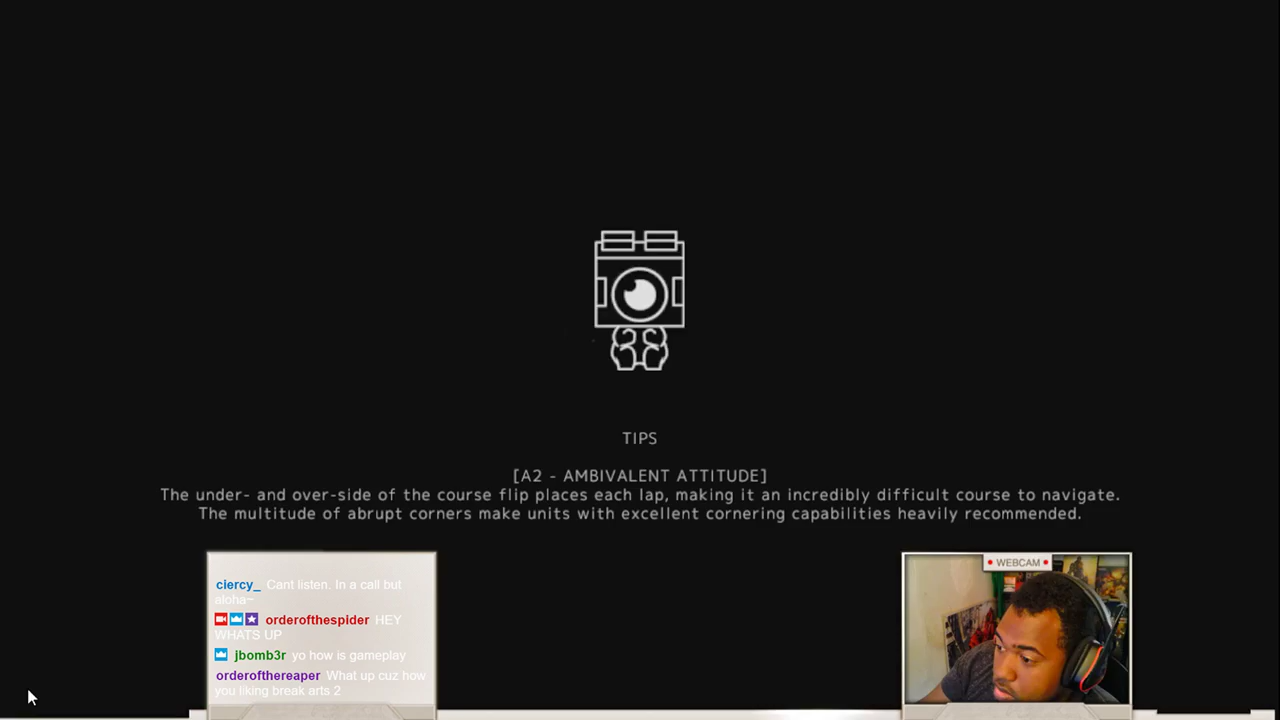 TIPS
[A2 - AMBIVALENT ATTITUDE]
The under- and over-side of the course flip places each lap, making it an incredibly difficult course to navigate.
The multitude of abrupt corners make units with excellent cornering capabilities heavily recommended.
ciercy_ Cant listen. In a call but
aloha~
orderofthespider HEY
WHATS UP
jbomb3r yo how is gameplay
orderofthereaper What up cuz how
you liking break arts 2
WEBCAM